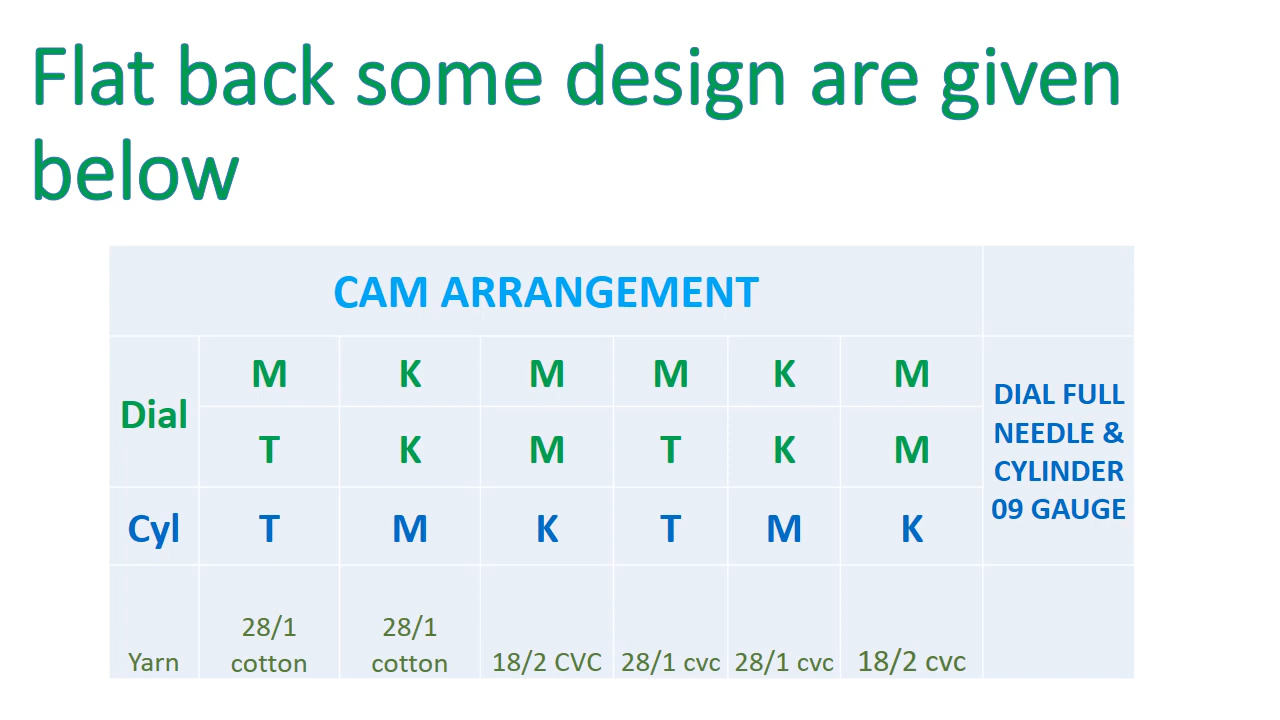 Flat back some design are given
below
CAM ARRANGEMENT
Dial
M K M M K M
T K M T K M
DIAL FULL
NEEDLE &
CYLINDER
09 GAUGE
Cyl T M K T M K
Yarn
28/1
cotton
28/1
cotton
18/2 CVC
28/1 cvc
28/1 cvc
18/2 cvc